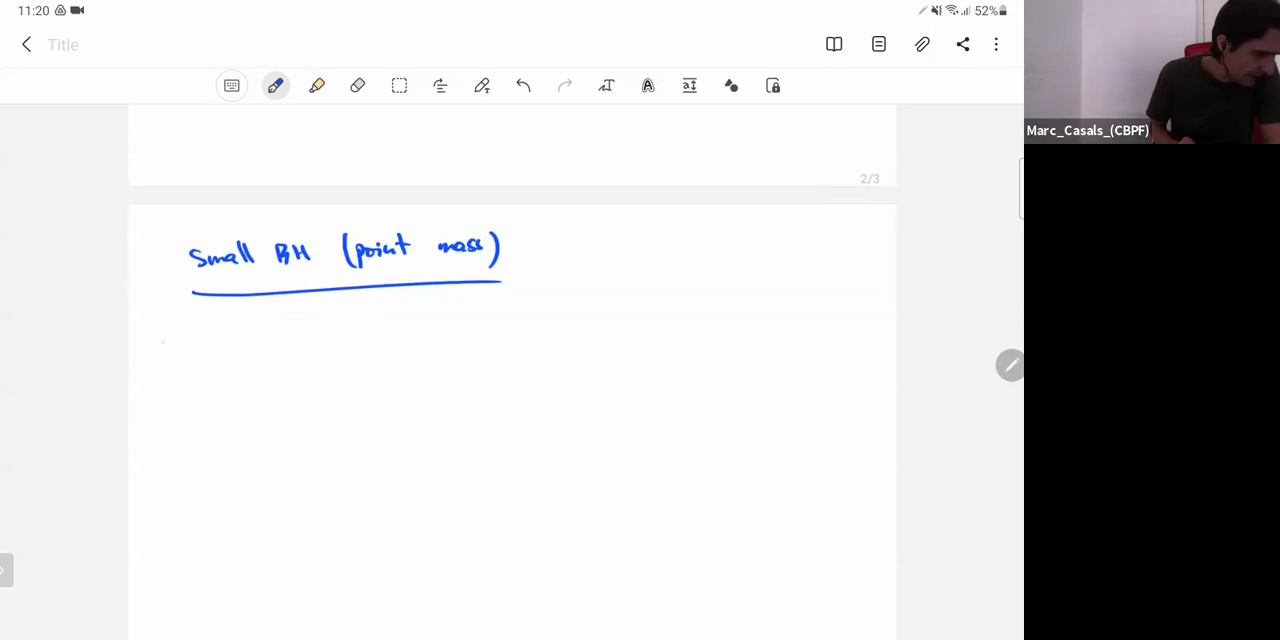 11:20
52%
Title
Marc_Casals_(CBPF)
2/3
Small BH (point mass)